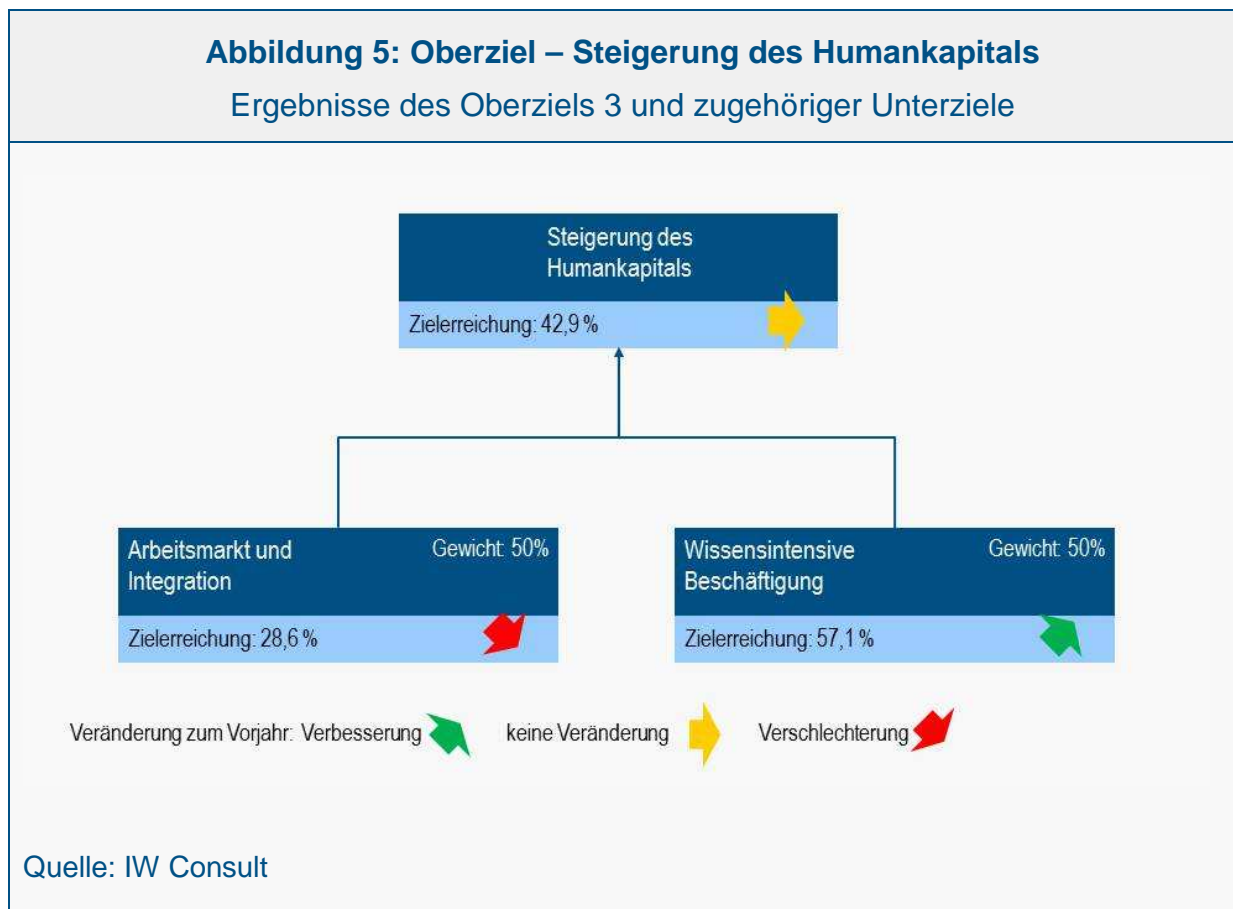 Abbildung 5: Oberziel – Steigerung des Humankapitals
Ergebnisse des Oberziels 3 und zugehöriger Unterziele
Steigerung des
Humankapitals
Zielerreichung: 42,9 %
Arbeitsmarkt und
Integration
Gewicht: 50%
Zielerreichung: 28,6 %
Wissensintensive
Beschäftigung
Gewicht: 50%
Zielerreichung: 57,1 %
Veränderung zum Vorjahr: Verbesserung keine Veränderung Verschlechterung
Quelle: IW Consult